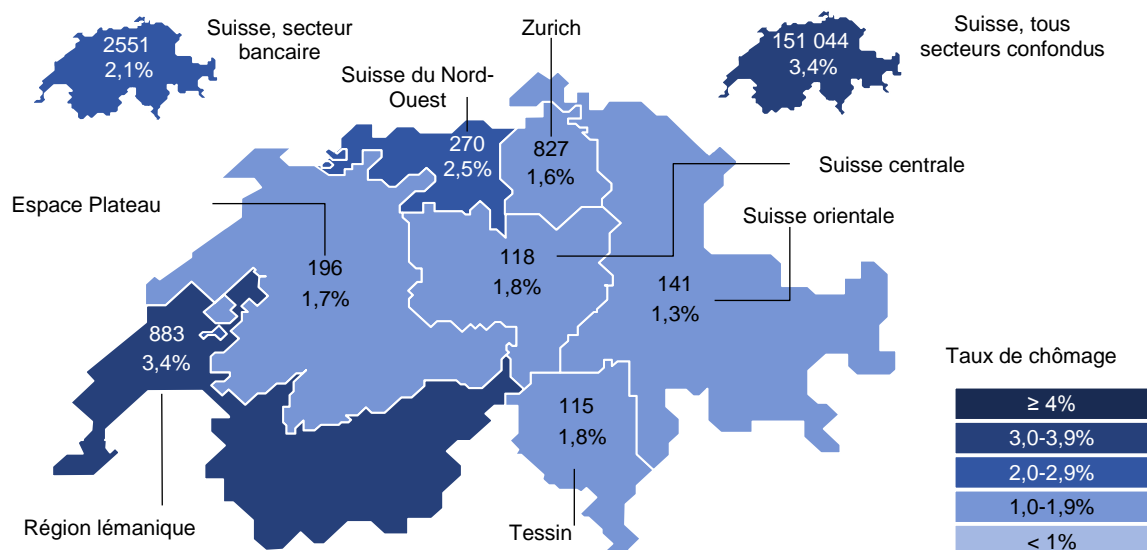 2551
2,1%
Suisse, secteur
bancaire
Zurich
151 044
3,4%
Suisse, tous
secteurs confondus
Suisse du Nord-
Ouest
270
2,5%
827
1,6%
Suisse centrale
Espace Plateau
Suisse orientale
196
1,7%
118
1,8%
141
1,3%
883
3,4%
115
1,8%
Région lémanique
Tessin
Taux de chômage
≥ 4%
3,0-3,9%
2,0-2,9%
1,0-1,9%
< 1%